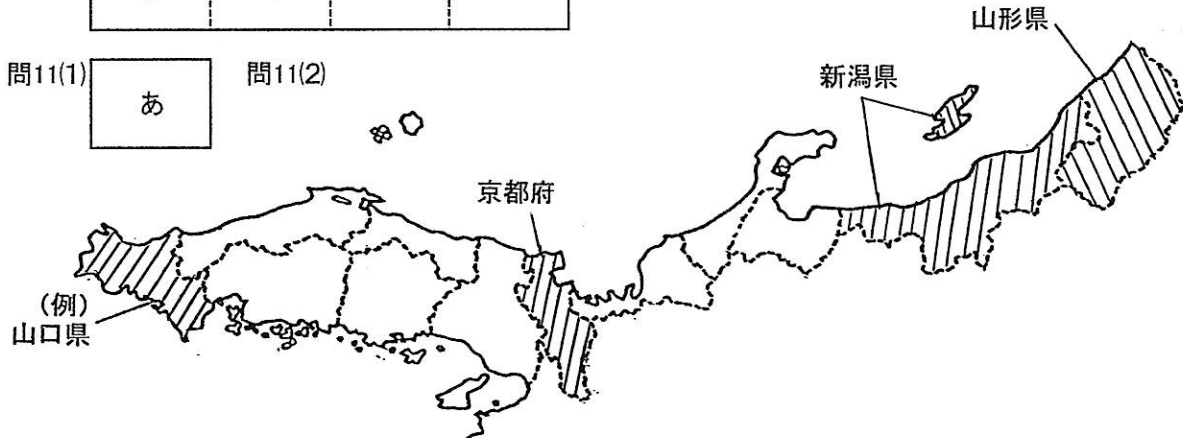 山形県
新潟県
問11(1)
あ
問11(2)
京都府
(例)
山口県